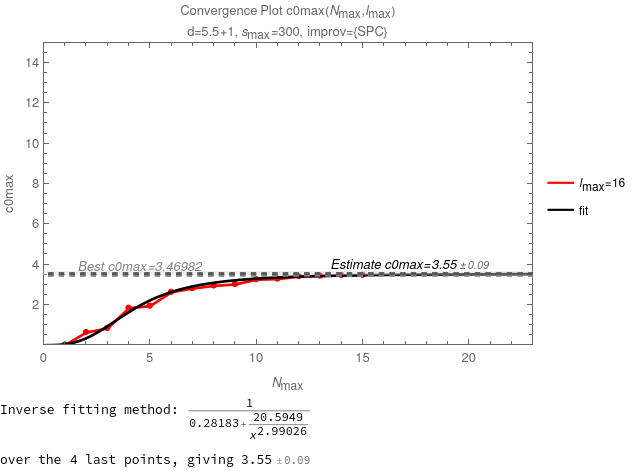 Convergence Plot c0max(Nmax,lmax)
d=5.5+1, smax=300, improv={SPC}
14
12
10
8
6
4
2
c0max
Best c0max=3.46982
Estimate c0max=3.55 ±0.09
lmax=16
fit
0 5 10 15 20
Nmax
Inverse fitting method: 1
0.28183+ 20.5949
x2.99026
over the 4 last points, giving 3.55 ±0.09